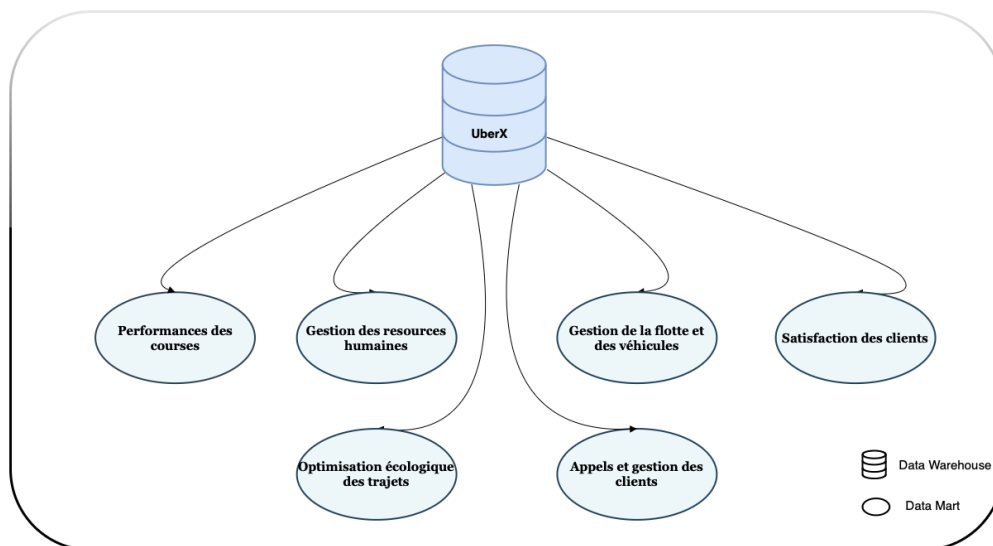 UberX
Performances des
courses
Gestion des resources
humaines
Gestion de la flotte et
des véhicules
Satisfaction des clients
Optimisation écologique
des trajets
Appels et gestion des
clients
Data Warehouse
Data Mart